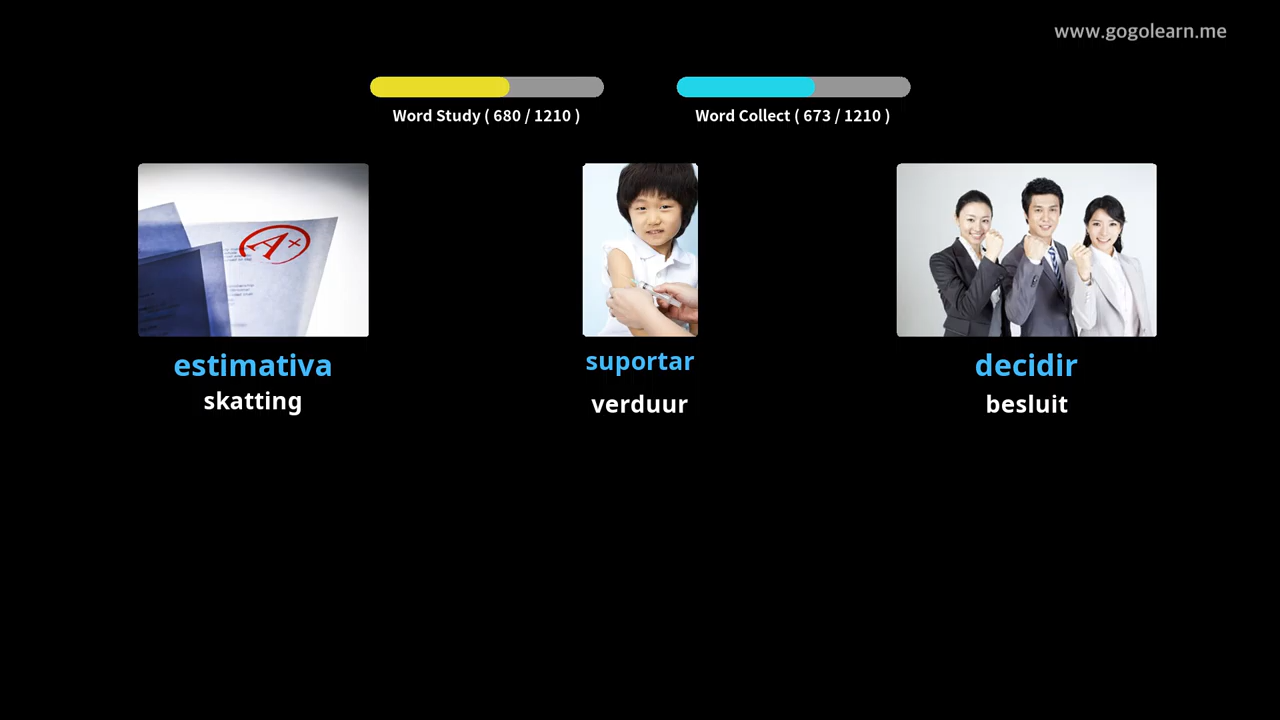 www.gogolearn.me
Word Study ( 680 / 1210 )
Word Collect ( 673 / 1210 )
A+
estimativa
skatting
suportar
verduur
decidir
besluit